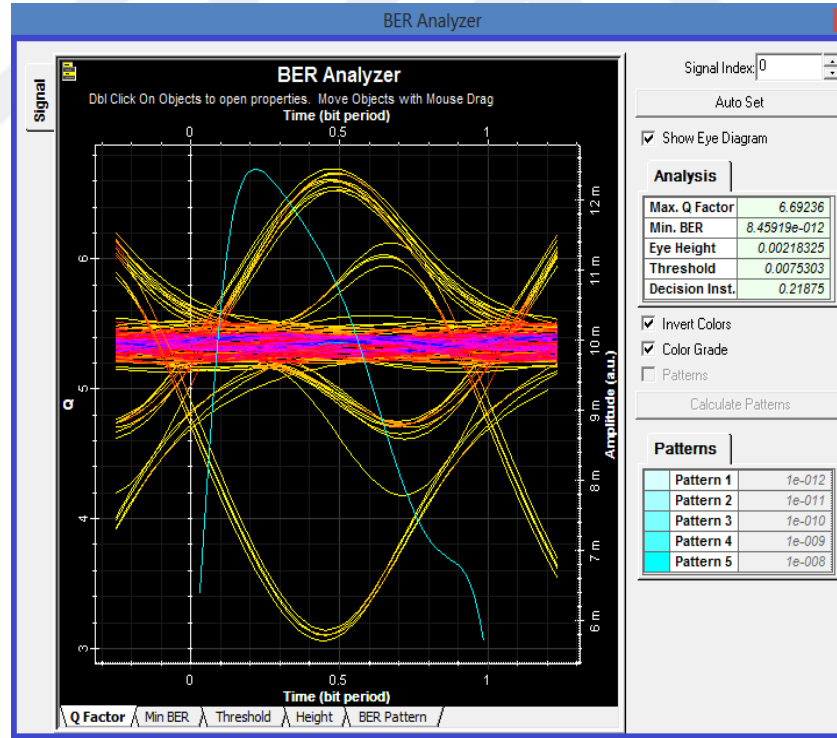 BER Analyzer
Signal
BER Analyzer
Dbl Click On Objects to open properties. Move Objects with Mouse Drag
Time (bit period)
0 0.5 1
Q
3 4 5 6
Amplitude (a.u.)
6 m 7 m 8 m 9 m 10 m 11 m 12 m
0 0.5 1
Time (bit period)
Q Factor Min BER Threshold Height BER Pattern
Signal Index: 0
Auto Set
Show Eye Diagram
Analysis
Max. Q Factor 6.69236
Min. BER 8.45919e-012
Eye Height 0.00218325
Threshold 0.0075303
Decision Inst. 0.21875
Invert Colors
Color Grade
Patterns
Calculate Patterns
Patterns
Pattern 1 1e-012
Pattern 2 1e-011
Pattern 3 1e-010
Pattern 4 1e-009
Pattern 5 1e-008